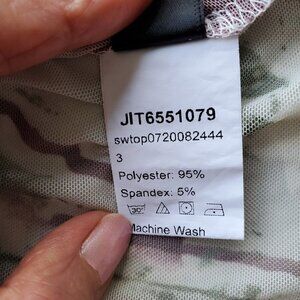 JIT6551079
swtop0720082444
3
Polyester: 95%
Spandex: 5%
30°
Machine Wash